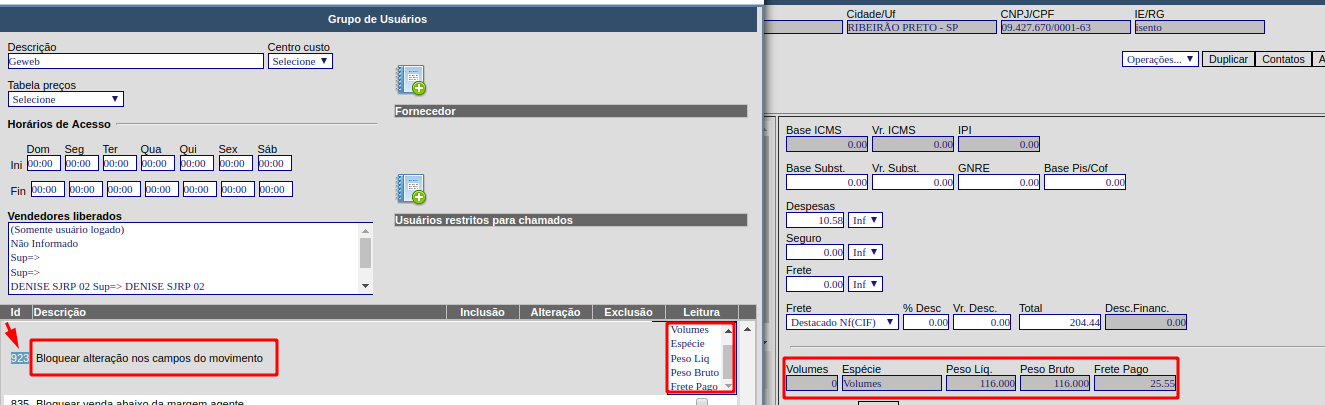 Grupo de Usuários
Descrição
Centro custo
Geweb
Selecione
Tabela preços
Selecione
Horários de Acesso
Dom Seg Ter Qua Qui Sex Sáb
Ini 00:00 00:00 00:00 00:00 00:00 00:00 00:00
Fin 00:00 00:00 00:00 00:00 00:00 00:00 00:00
Vendedores liberados
(Somente usuário logado)
Não Informado
Sup=>
Sup=>
DENISE SJRP 02 Sup=> DENISE SJRP 02
Fornecedor
Usuários restritos para chamados
Id Descrição Inclusão Alteração Exclusão Leitura
923 Bloquear alteração nos campos do movimento
Volumes
Espécie
Peso Liq
Peso Bruto
Frete Pago
835 Bloquear venda abaixo da margem agente
Cidade/Uf CNPJ/CPF IE/RG
RIBEIRÃO PRETO - SP 09.427.670/0001-63 isento
Operações... Duplicar Contatos A
Base ICMS Vr. ICMS IPI
0.00 0.00 0.00
Base Subst. Vr. Subst. GNRE Base Pis/Cof
0.00 0.00 0.00 0.00
Despesas
10.58 Inf
Seguro
0.00 Inf
Frete
0.00 Inf
Frete % Desc Vr. Desc. Total Desc.Financ.
Destacado Nf(CIF) 0.00 0.00 204.44 0.00
Volumes Espécie Peso Líq. Peso Bruto Frete Pago
0 Volumes 116.000 116.000 25.55